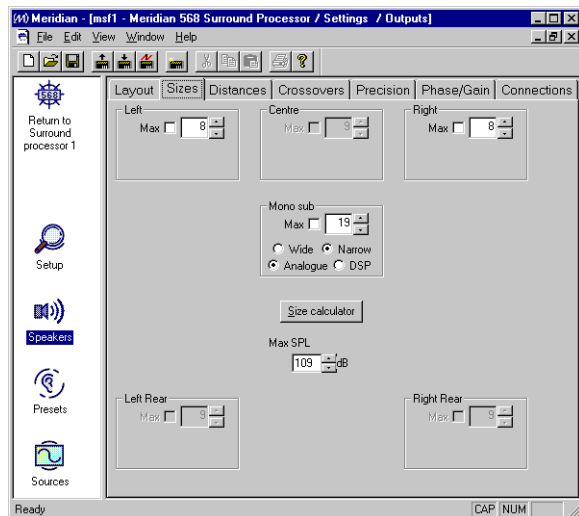 Meridian - [msf1 - Meridian 568 Surround Processor / Settings / Outputs]
File Edit View Window Help
568
Return to
Surround
processor 1
Setup
Speakers
Presets
Sources
Layout Sizes Distances Crossovers Precision Phase/Gain Connections
Left
Max 8
Centre
Max 9
Right
Max 8
Mono sub
Max 19
Wide Narrow
Analogue DSP
Size calculator
Max SPL
109 dB
Left Rear
Max 9
Right Rear
Max 9
Ready
CAP NUM